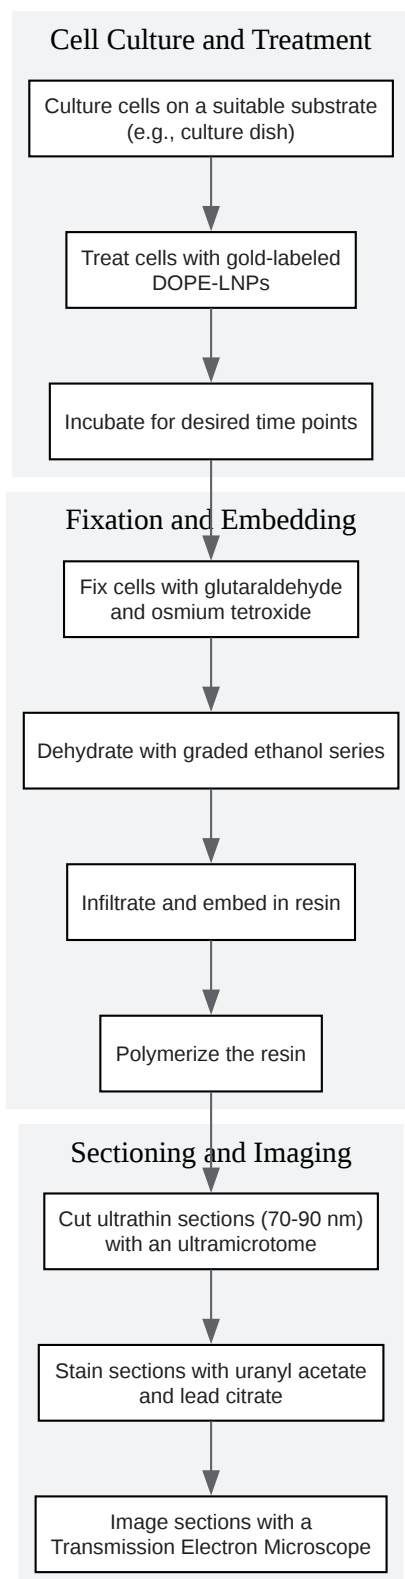 Cell Culture and Treatment
Culture cells on a suitable substrate
(e.g., culture dish)
Treat cells with gold-labeled
DOPE-LNPs
Incubate for desired time points
Fixation and Embedding
Fix cells with glutaraldehyde
and osmium tetroxide
Dehydrate with graded ethanol series
Infiltrate and embed in resin
Polymerize the resin
Sectioning and Imaging
Cut ultrathin sections (70-90 nm)
with an ultramicrotome
Stain sections with uranyl acetate
and lead citrate
Image sections with a
Transmission Electron Microscope